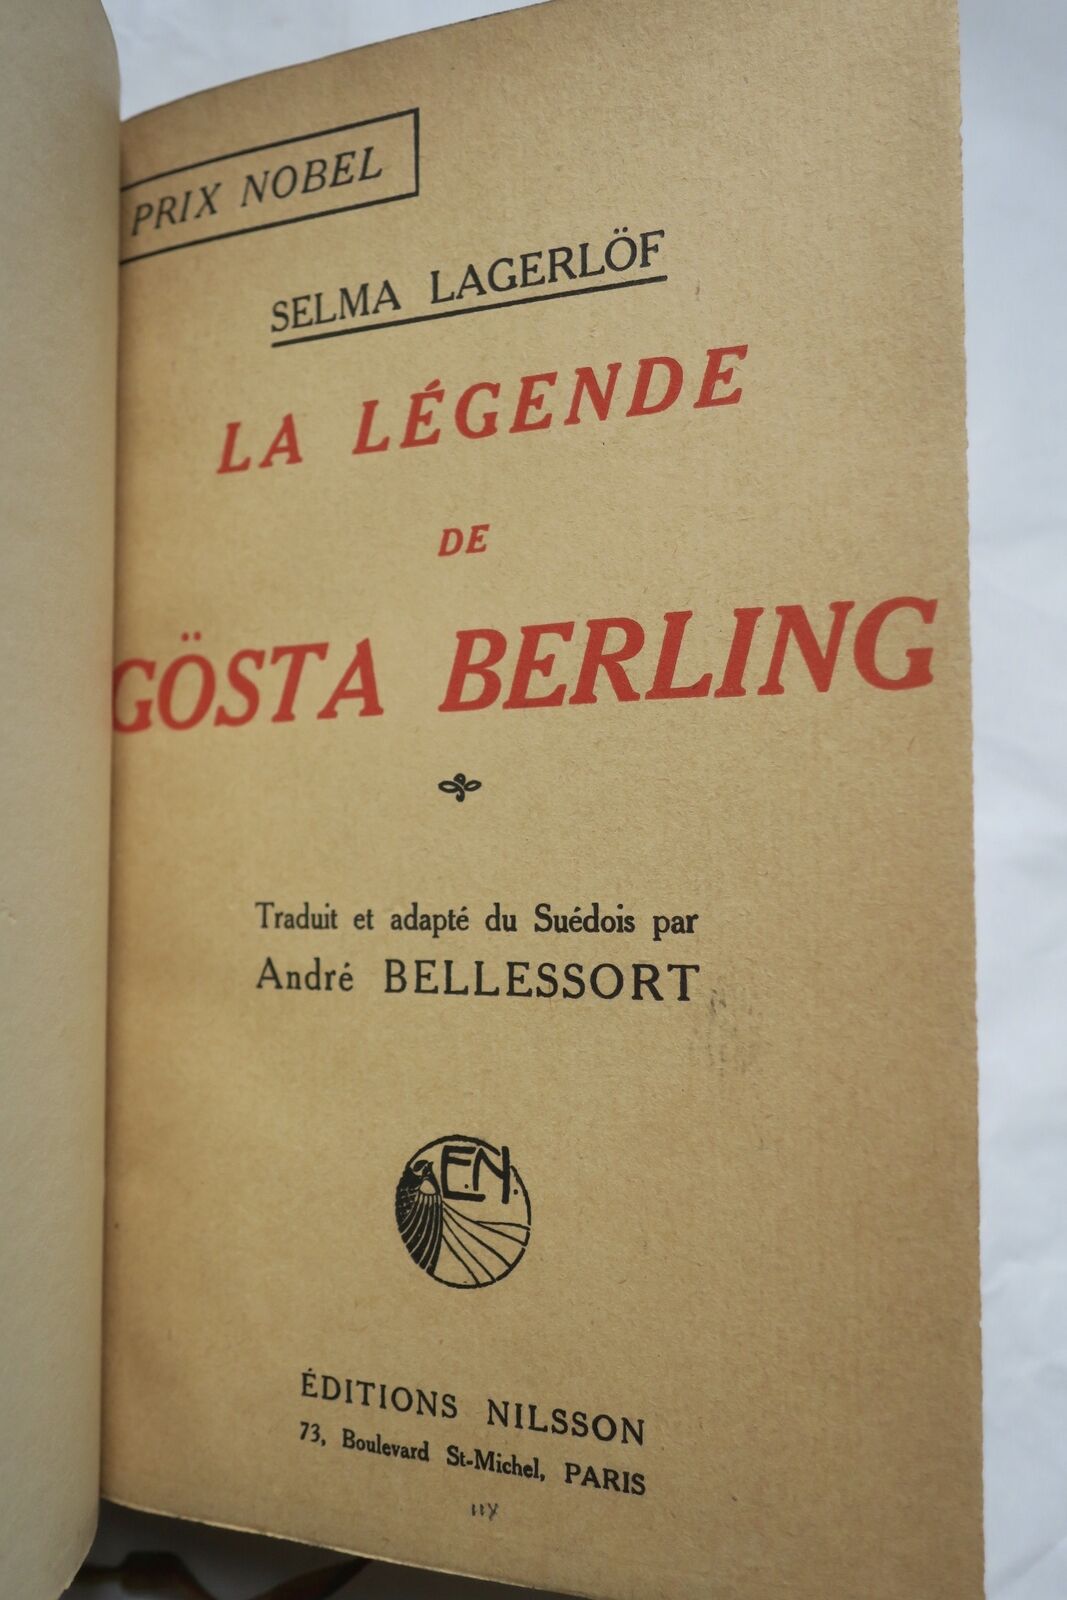 PRIX NOBEL
SELMA LAGERLÖF
LA LÉGENDE
DE
GÖSTA BERLING
Traduit et adapté du Suédois par
André BELLESSORT
E.N.
ÉDITIONS NILSSON
73, Boulevard St-Michel, PARIS